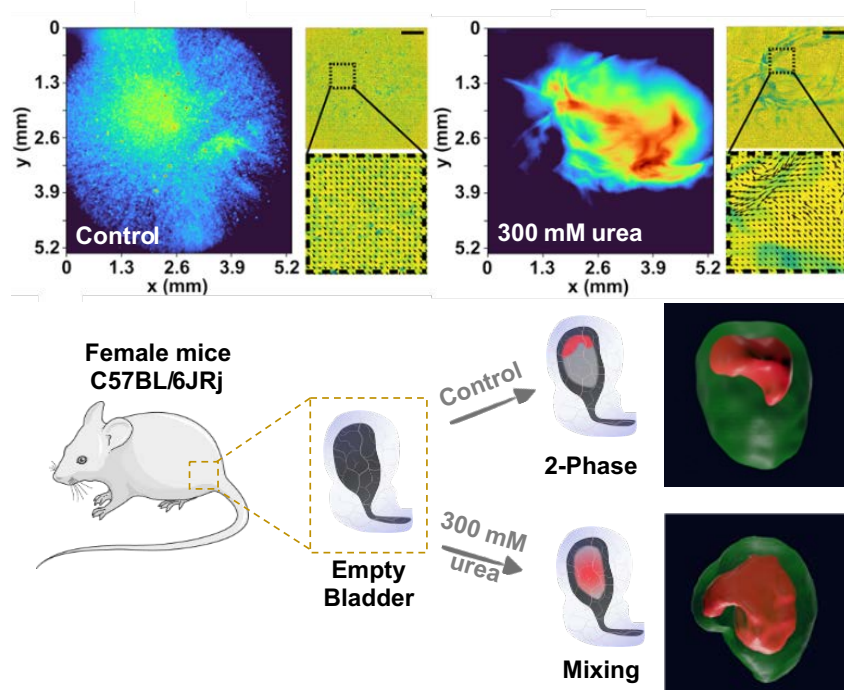 0
1.3
2.6
3.9
5.2
y (mm)
Control
0 1.3 2.6 3.9 5.2
x (mm)
0
1.3
2.6
3.9
5.2
y (mm)
300 mM urea
0 1.3 2.6 3.9 5.2
x (mm)
Female mice
C57BL/6JRj
Empty
Bladder
Control
2-Phase
300 mM
urea
Mixing